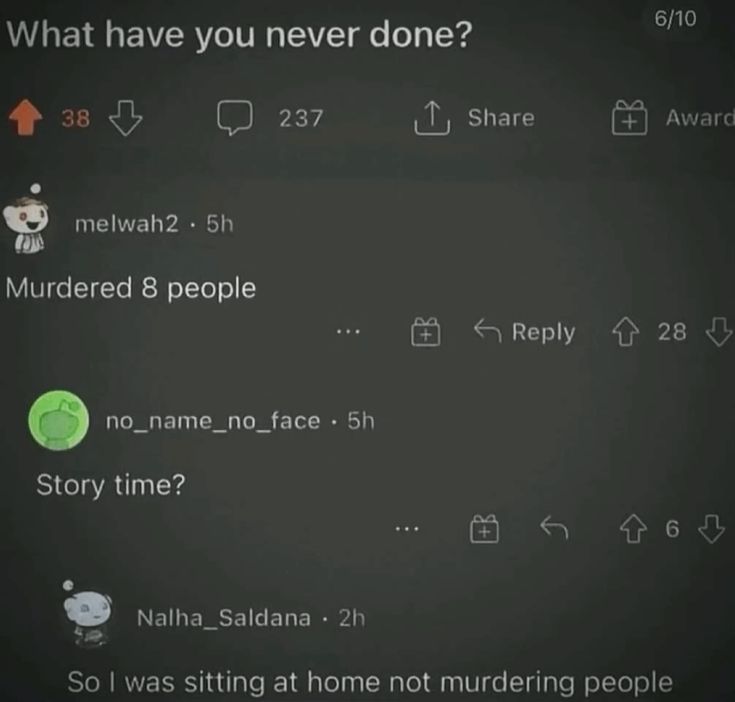 6/10
What have you never done?
38 237 Share Award
melwah2 · 5h
Murdered 8 people
... Reply 28
no_name_no_face · 5h
Story time?
... 6
Nalha_Saldana · 2h
So I was sitting at home not murdering people